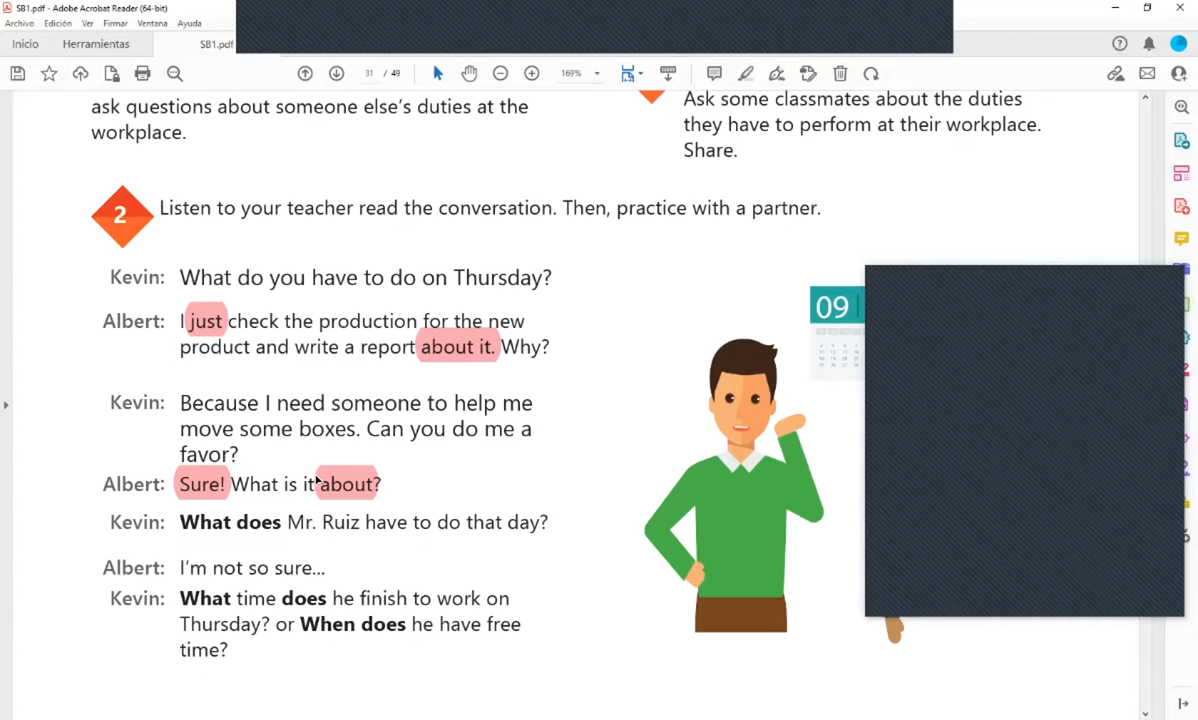 SB1.pdf - Adobe Acrobat Reader (64-bit)
Archivo Edición Ver Firmar Ventana Ayuda
Inicio Herramientas SB1.pdf
31 / 49 169%
ask questions about someone else's duties at the
workplace.
Ask some classmates about the duties
they have to perform at their workplace.
Share.
2 Listen to your teacher read the conversation. Then, practice with a partner.
Kevin: What do you have to do on Thursday?
Albert: I just check the production for the new
product and write a report about it. Why?
Kevin: Because I need someone to help me
move some boxes. Can you do me a
favor?
Albert: Sure! What is it about?
Kevin: What does Mr. Ruiz have to do that day?
Albert: I'm not so sure...
Kevin: What time does he finish to work on
Thursday? or When does he have free
time?
09